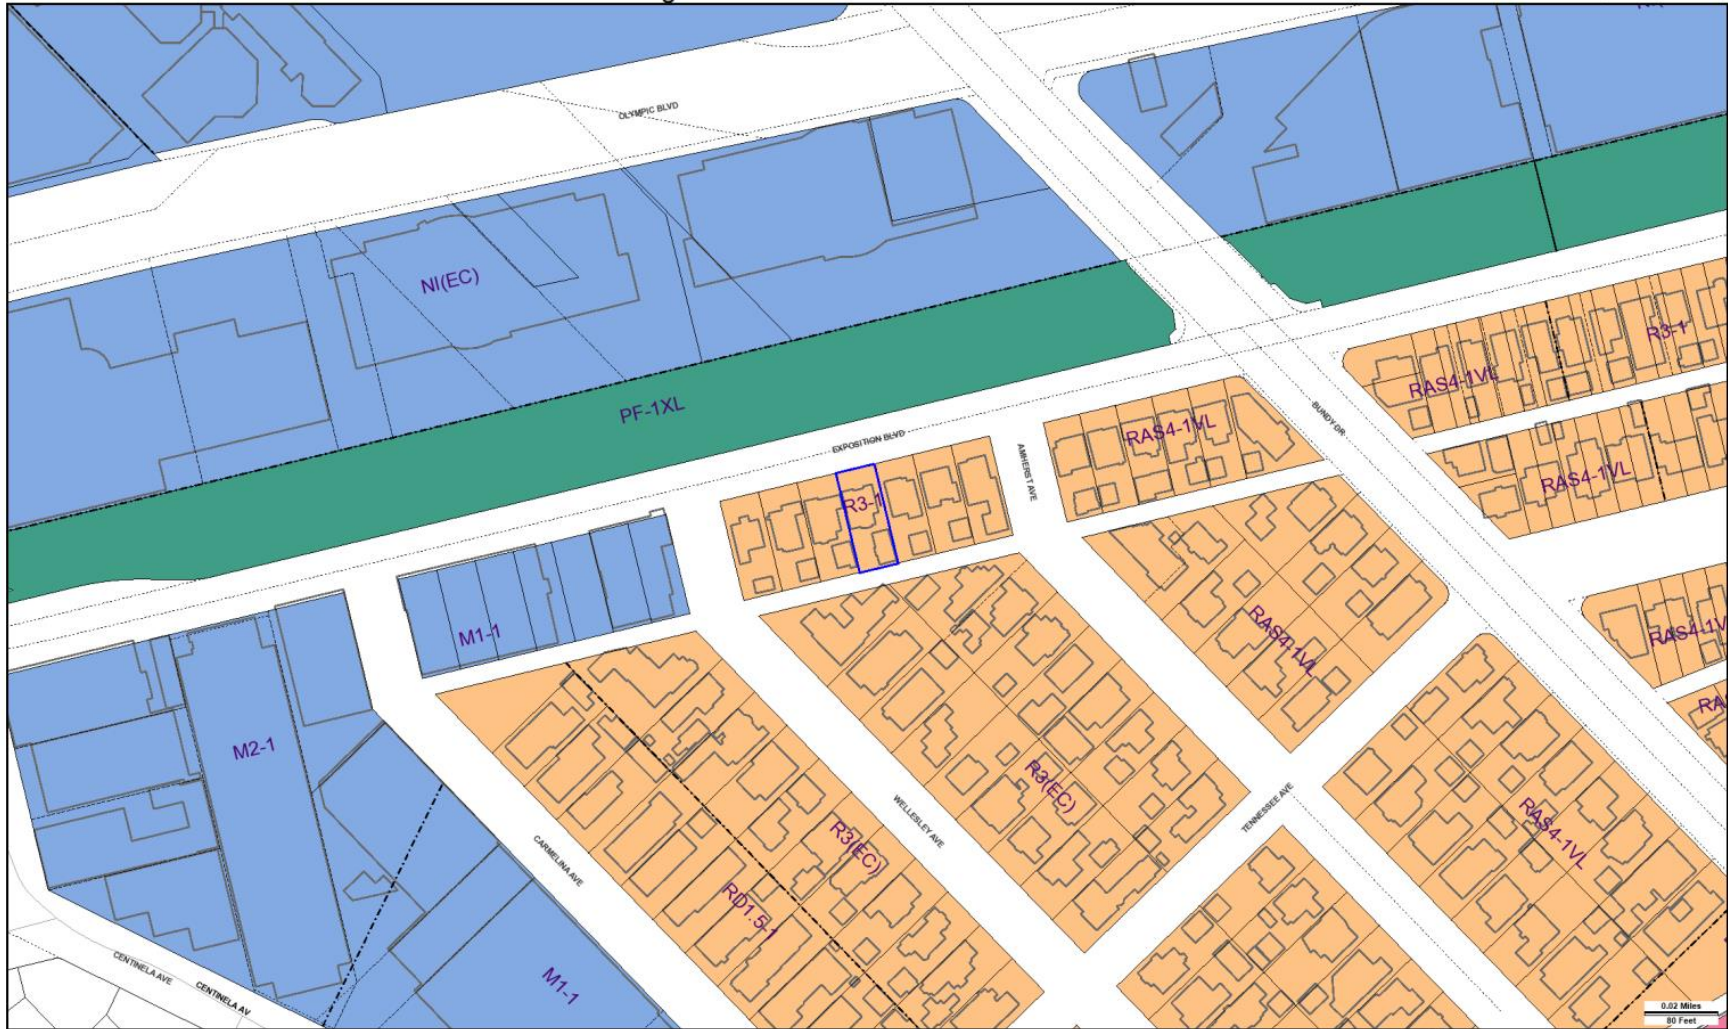 OLYMPIC BLVD
NI(EC)
PF-1XL
R3-1
RAS4-1VL
BUNDY DR
EXPOSITION BLVD
RAS4-1VL
AMHERST AVE
RAS4-1VL
R3-1
M1-1
RAS4-1VL
RAS4-1V
RA
M2-1
R3(EC)
TENNESSEE AVE
WELLESLEY AVE
R3(EC)
RAS4-1VL
CARMELINA AVE
RD1.5-1
CENTINELA AVE
CENTINELA AV
M1-1
0.02 Miles
80 Feet